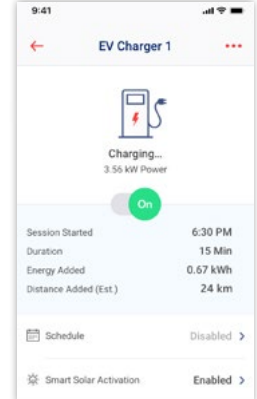 9:41
EV Charger 1
Charging...
3.56 kW Power
On
Session Started 6:30 PM
Duration 15 Min
Energy Added 0.67 kWh
Distance Added (Est.) 24 km
Schedule Disabled >
Smart Solar Activation Enabled >